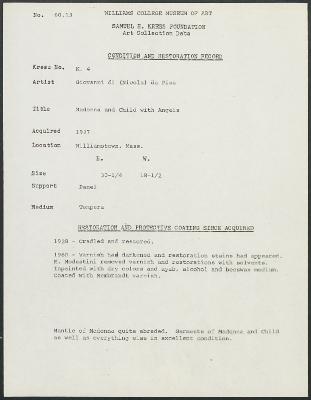 No. 60.13
WILLIAMS COLLEGE MUSEUM OF ART
SAMUEL H. KRESS FOUNDATION
Art Collection Data
CONDITION AND RESTORATION RECORD
Kress No. K. 4
Artist Giovanni di (Nicola) da Pisa
Title Madonna and Child with Angels
Acquired 1927
Location Williamstown, Mass.
H. W.
Size 30-1/4 18-1/2
Support Panel
Medium Tempera
RESTORATION AND PROTECTIVE COATING SINCE ACQUIRED
1928 - Cradled and restored.
1960 - Varnish had darkened and restoration stains had appeared.
M. Modestini removed varnish and restorations with solvents.
Inpainted with dry colors and ayab, alcohol and beeswax medium.
Coated with Rembrandt varnish.
Mantle of Madonna quite abraded. Garments of Madonna and Child
as well as everything else in excellent condition.